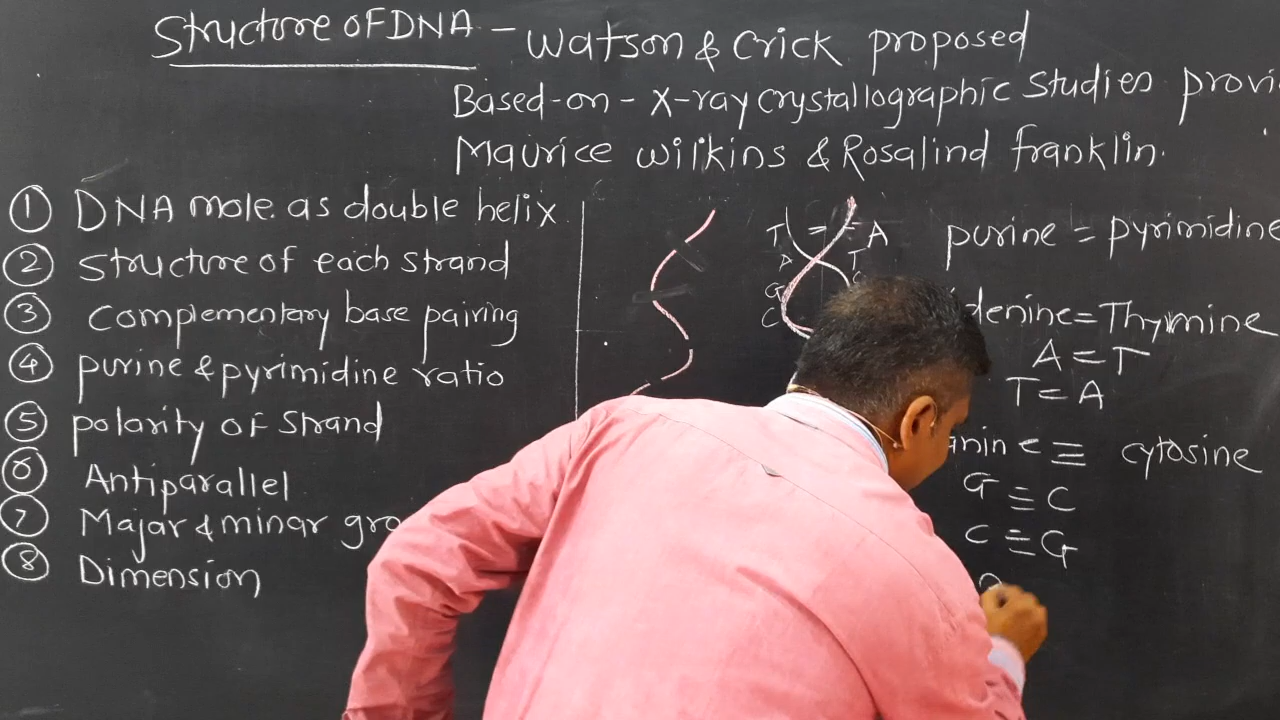 Structure OF DNA - Watson & Crick proposed
Based-on - X-ray crystallographic Studies provi
Maurice wilkins & Rosalind franklin.
1 DNA mole. as double helix
2 structure of each strand
3 complementary base pairing
4 purine & pyrimidine ratio
5 polarity of strand
6 Antiparallel
7 Majar & minar gro
8 Dimension
T = A
A T
G
C
purine = pyrimidine
denine = Thymine
A = T
T = A
anine ≡ cytosine
G ≡ C
C ≡ G